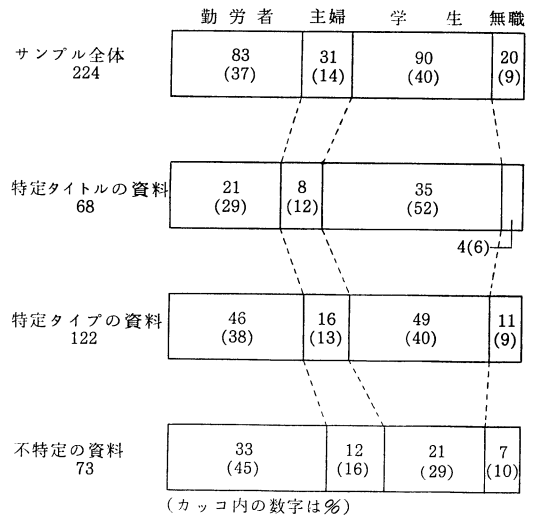 勤労者 主婦 学生 無職
サンプル全体 83 31 90 20
224 (37) (14) (40) (9)
特定タイトルの資料 21 8 35
68 (29) (12) (52)
4(6)
特定タイプの資料 46 16 49 11
122 (38) (13) (40) (9)
不特定の資料 33 12 21 7
73 (45) (16) (29) (10)
(カッコ内の数字は%)